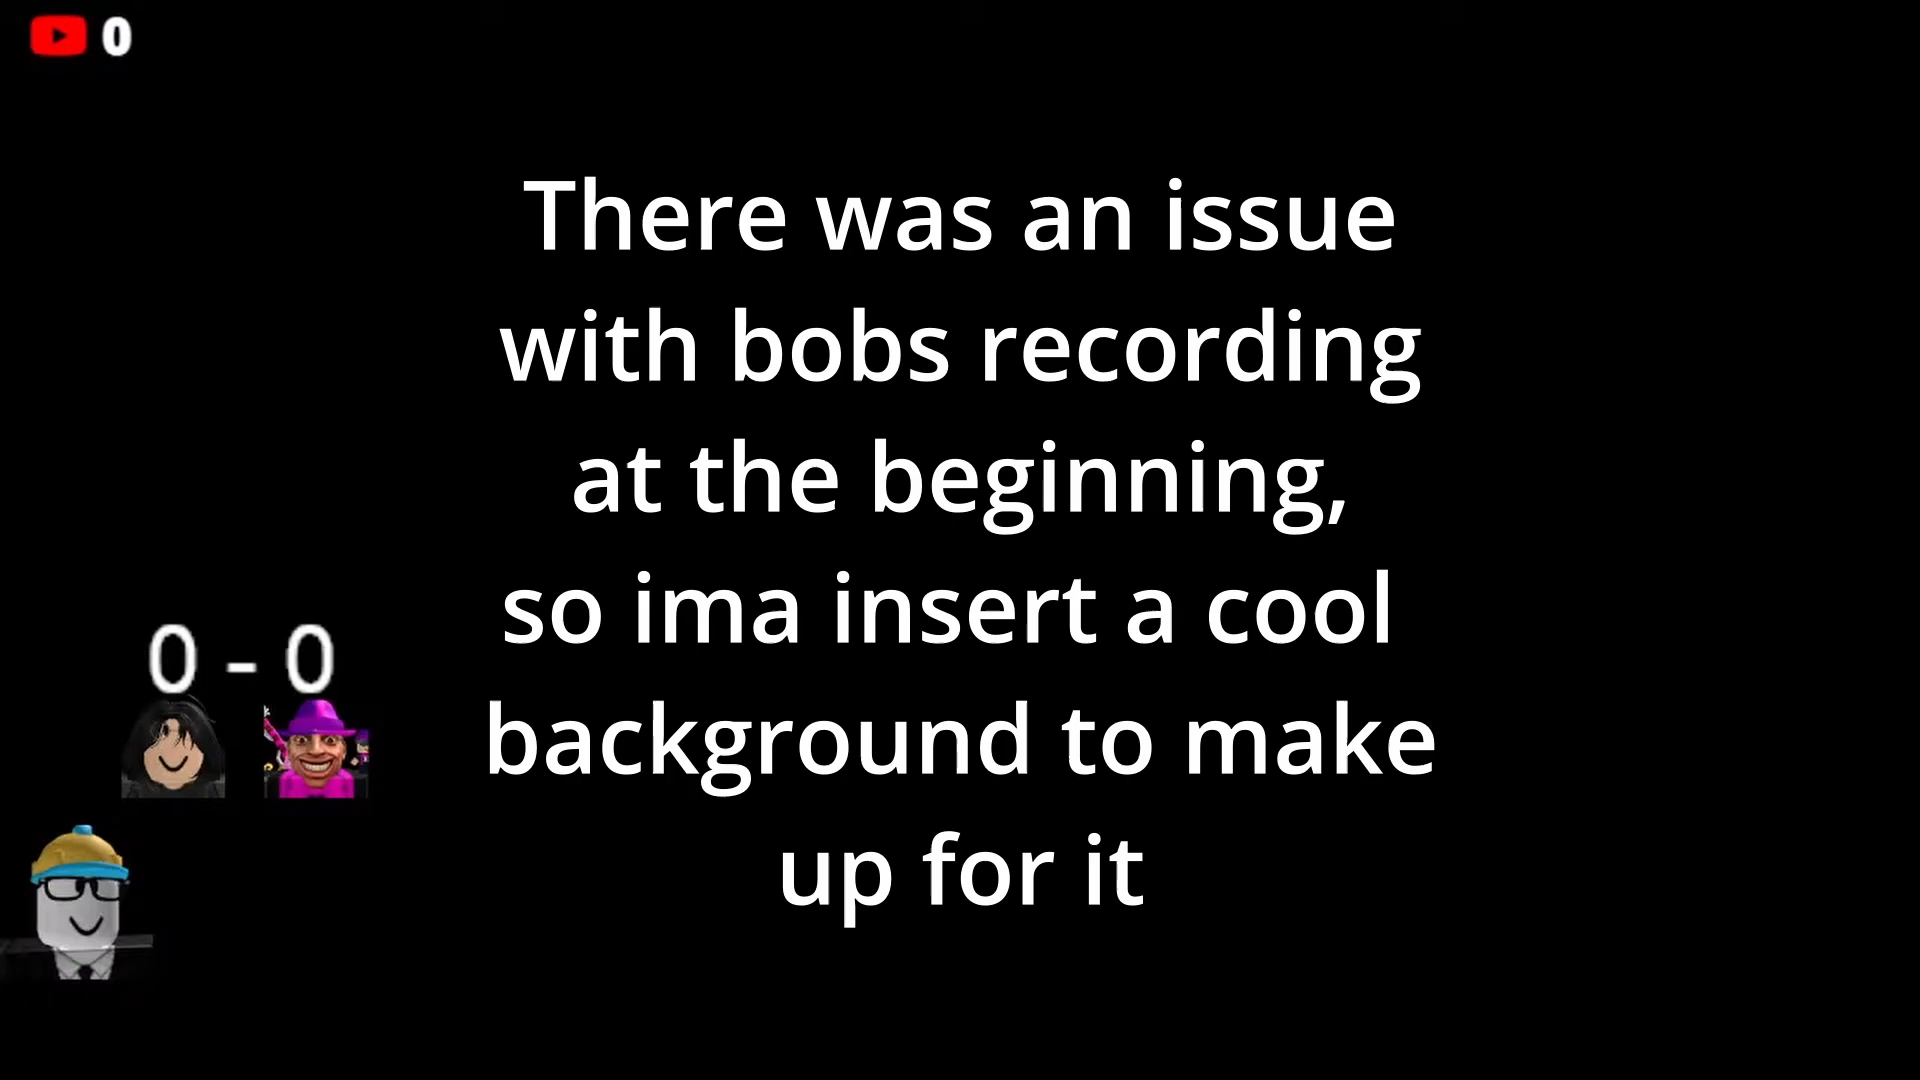 0
There was an issue
with bobs recording
at the beginning,
so ima insert a cool
background to make
up for it
0 - 0